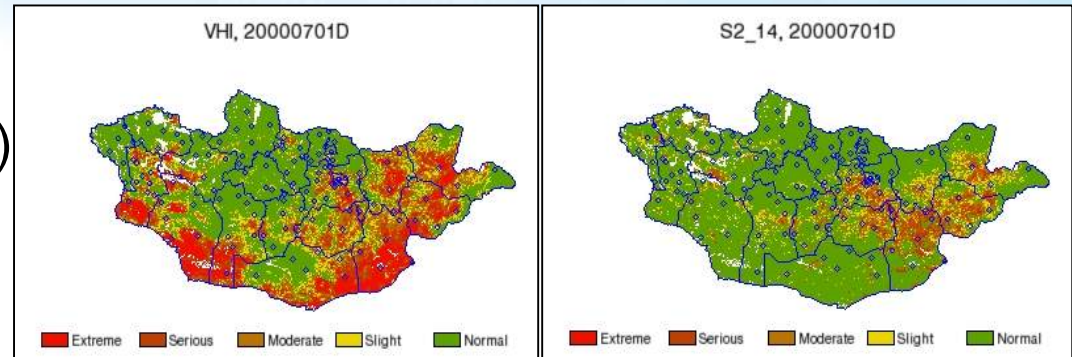 )
VHI, 20000701D
Extreme Serious Moderate Slight Normal
S2_14, 20000701D
Extreme Serious Moderate Slight Normal